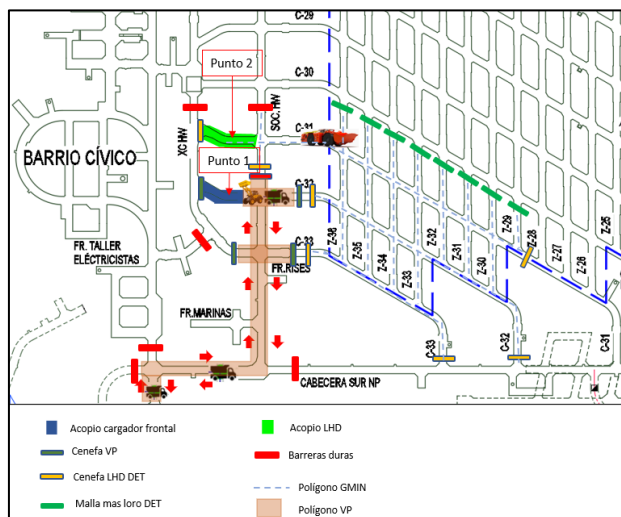 C-29
Punto 2
C-30
SOC. HW
XC HW
C-31
BARRIO CÍVICO
Punto 1
C-32
Z-29
Z-28
Z-25
Z-36
Z-32
FR. TALLER
ELÉCTRICISTAS
C-33
Z-35
Z-31
Z-27
FR.RISES
Z-34
Z-30
Z-26
Z-33
FR.MARINAS
C-33
C-32
C-31
CABECERA SUR NP
Acopio cargador frontal
Acopio LHD
Cenefa VP
Barreras duras
Cenefa LHD DET
Polígono GMIN
Malla mas loro DET
Polígono VP